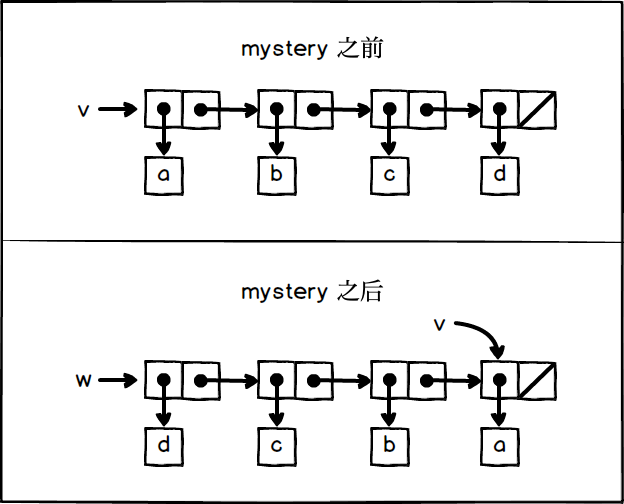 mystery 之前
v
a b c d
mystery 之后
v
w
d c b a